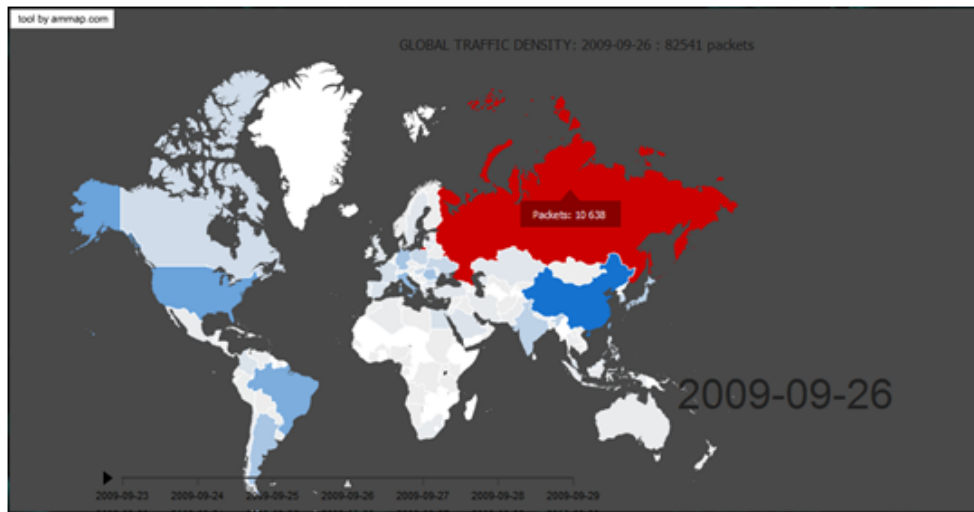 tool by ammap.com
GLOBAL TRAFFIC DENSITY: 2009-09-26 : 82541 packets
Packets: 10 638
2009-09-26
2009-09-23 2009-09-24 2009-09-25 2009-09-26 2009-09-27 2009-09-28 2009-09-29